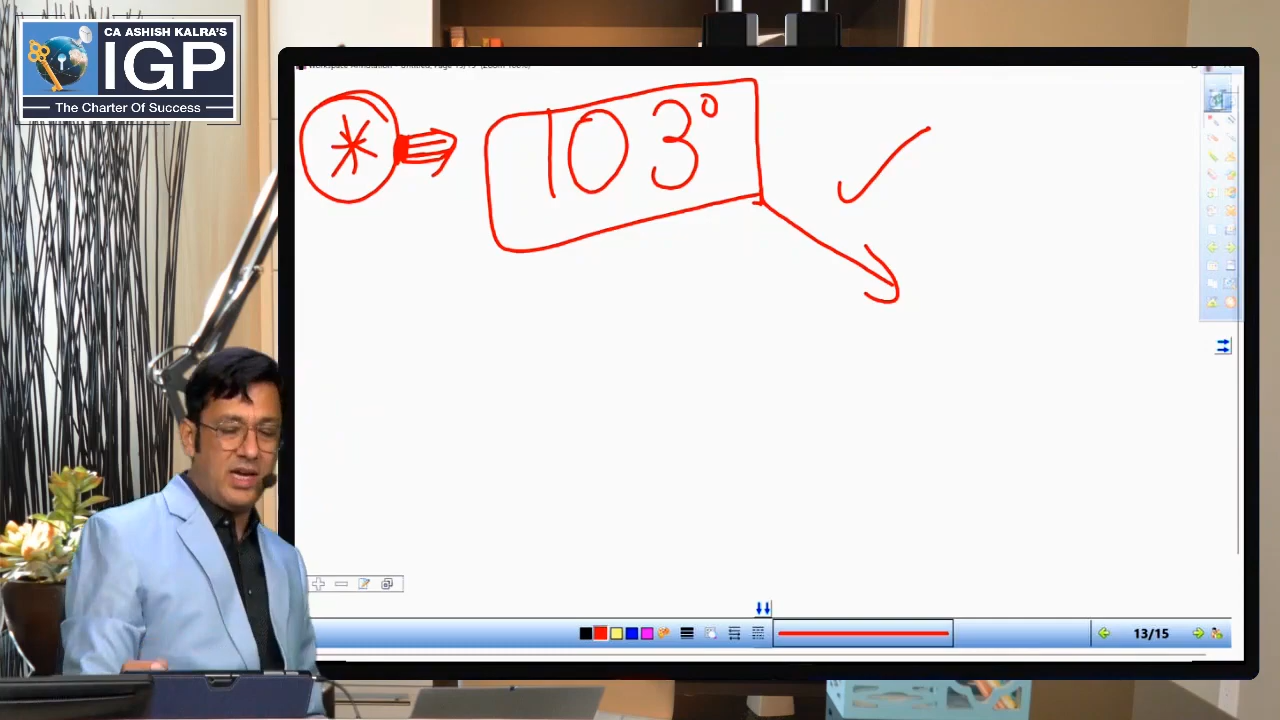 CA ASHISH KALRA'S
IGP
The Charter Of Success
* 103°
13/15